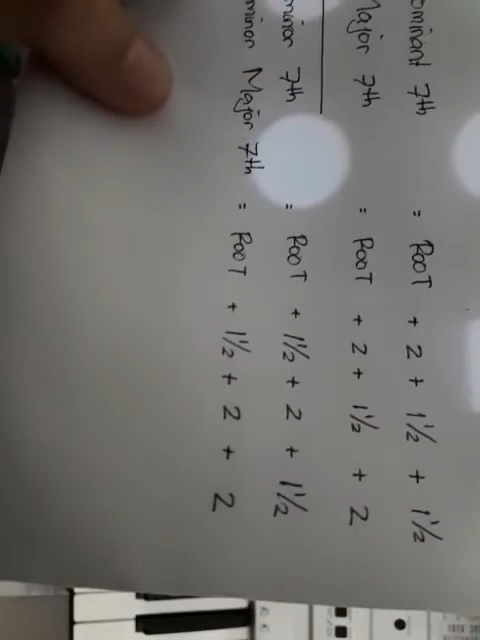 ominant 7th = ROOT + 2 + 1½ + 1½
Major 7th = ROOT + 2 + 1½ + 2
minor 7th = ROOT + 1½ + 2 + 1½
minor Major 7th = ROOT + 1½ + 2 + 2